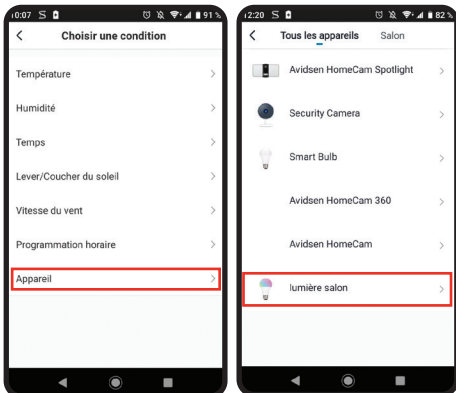 10:07 S 91 %
Choisir une condition
Température
Humidité
Temps
Lever/Coucher du soleil
Vitesse du vent
Programmation horaire
Appareil
12:20 S 82 %
Tous les appareils Salon
Avidsen HomeCam Spotlight
Security Camera
Smart Bulb
Avidsen HomeCam 360
Avidsen HomeCam
lumière salon